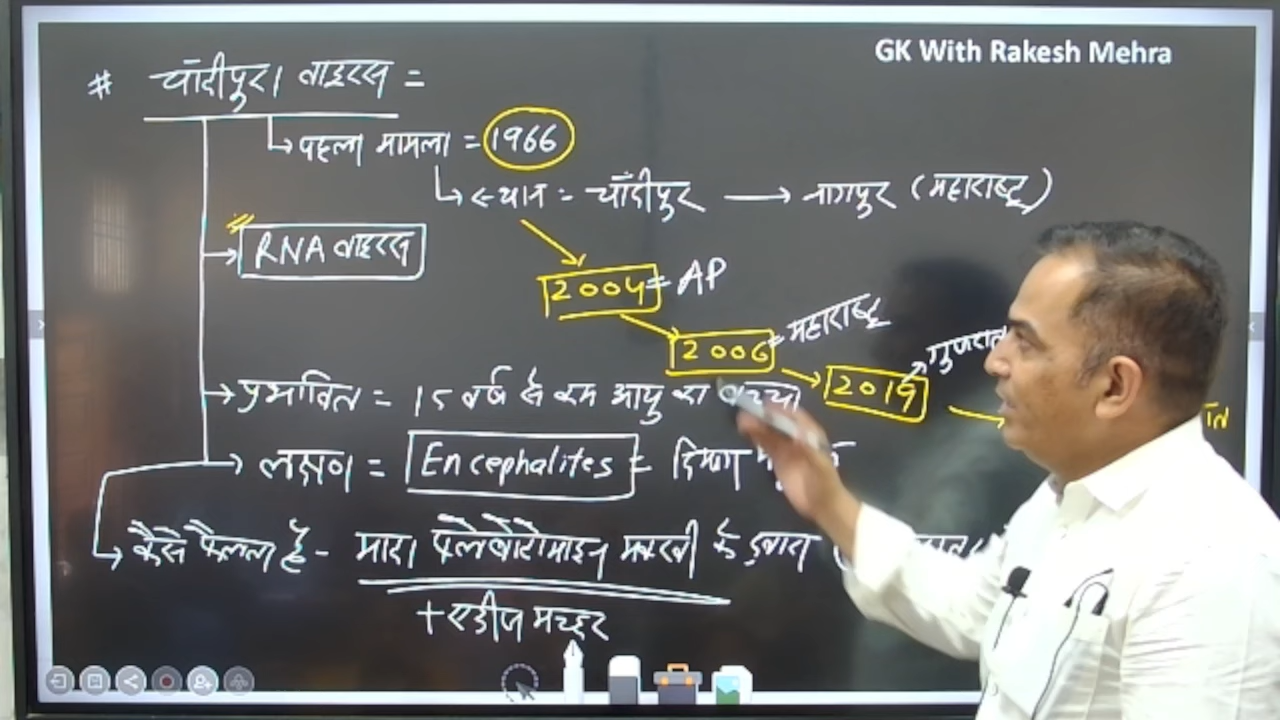 GK With Rakesh Mehra
# चाँदीपुरा वाइरस =
पहला मामला = 1966
स्थान = चाँदीपुर → नागपुर (महाराष्ट्र)
RNA वाइरस
2004 = AP
2006 = महाराष्ट्र
2019 गुजरात
प्रभावित = 15 वर्ष से कम आयु का बच्चा
लक्षण = Encephalites = दिमाग
कैसे फैलता है - मादा फ्लेबोटोमाइन मक्खी के द्वारा
+ एडीज मच्छर